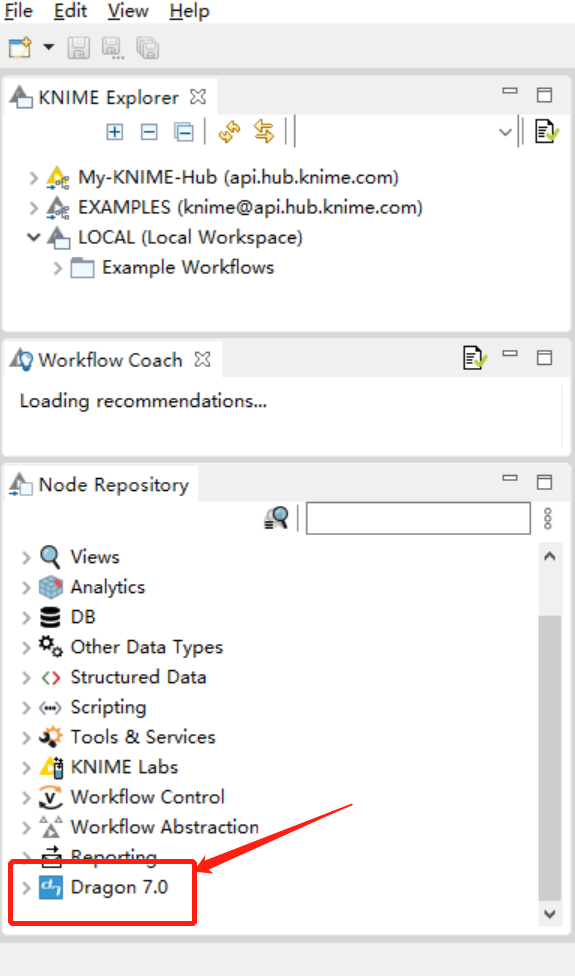 File Edit View Help
KNIME Explorer
My-KNIME-Hub (api.hub.knime.com)
EXAMPLES (knime@api.hub.knime.com)
LOCAL (Local Workspace)
Example Workflows
Workflow Coach
Loading recommendations...
Node Repository
Views
Analytics
DB
Other Data Types
Structured Data
Scripting
Tools & Services
KNIME Labs
Workflow Control
Workflow Abstraction
Reporting
Dragon 7.0